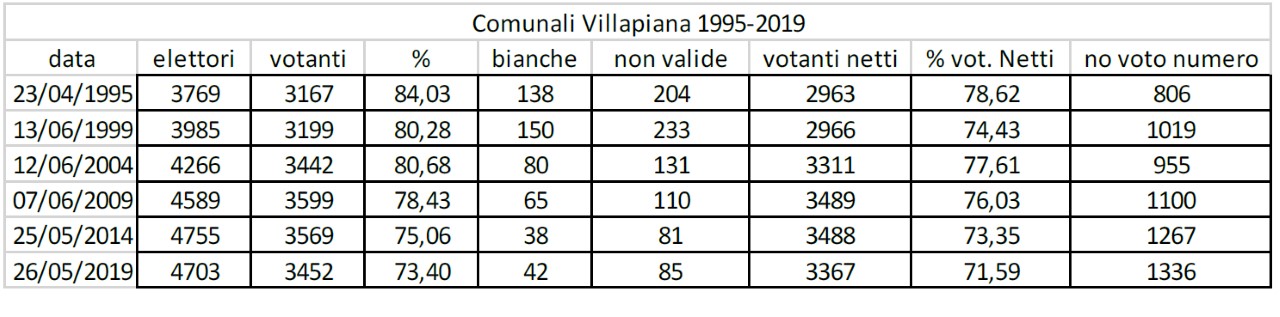 Comunali Villapiana 1995-2019
data elettori votanti % bianche non valide votanti netti % vot. Netti no voto numero
23/04/1995 3769 3167 84,03 138 204 2963 78,62 806
13/06/1999 3985 3199 80,28 150 233 2966 74,43 1019
12/06/2004 4266 3442 80,68 80 131 3311 77,61 955
07/06/2009 4589 3599 78,43 65 110 3489 76,03 1100
25/05/2014 4755 3569 75,06 38 81 3488 73,35 1267
26/05/2019 4703 3452 73,40 42 85 3367 71,59 1336